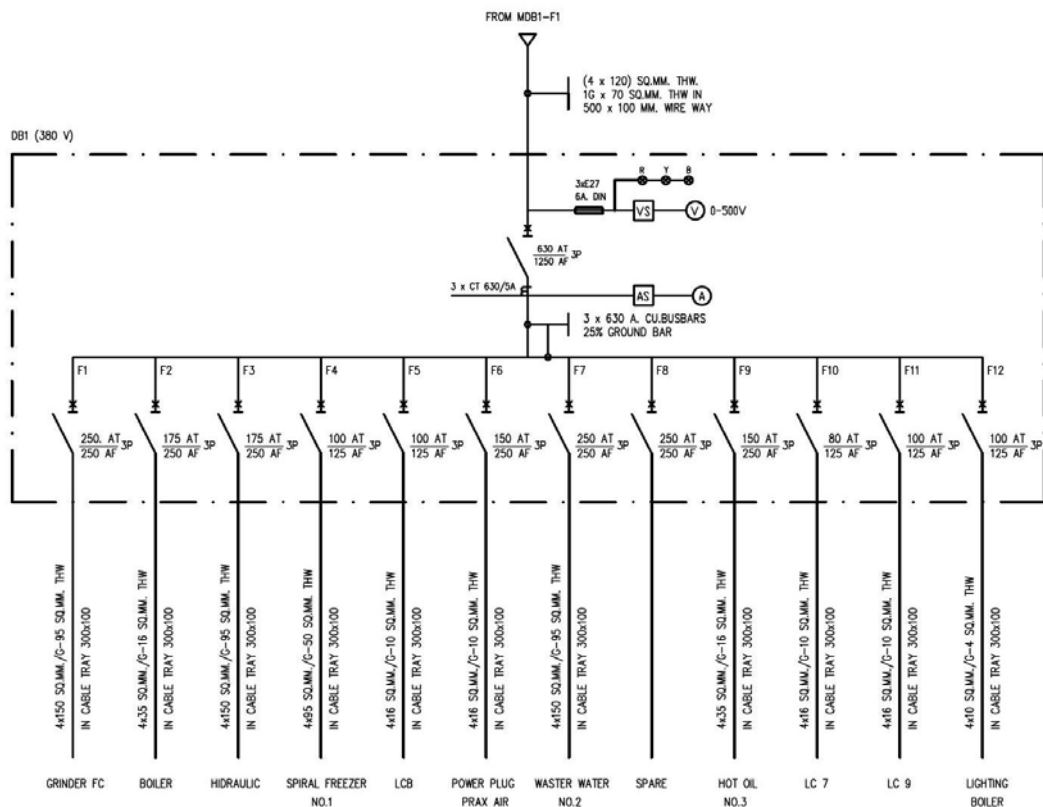 FROM MDB1-F1
(4 x 120) SQ.MM. THW.
1G x 70 SQ.MM. THW IN
500 x 100 MM. WIRE WAY
DB1 (380 V)
R Y B
3xE27
6A. DIN
VS
V
0-500V
630 AT
1250 AF
3P
3 x CT 630/5A
AS
A
3 x 630 A. CU.BUSBARS
25% GROUND BAR
F1 F2 F3 F4 F5 F6 F7 F8 F9 F10 F11 F12
250. AT
250 AF
3P
175 AT
250 AF
3P
175 AT
250 AF
3P
100 AT
125 AF
3P
100 AT
125 AF
3P
150 AT
250 AF
3P
250 AT
250 AF
3P
250 AT
250 AF
3P
150 AT
250 AF
3P
80 AT
125 AF
3P
100 AT
125 AF
3P
100 AT
125 AF
3P
4x150 SQ.MM./G-95 SQ.MM. THW
IN CABLE TRAY 300x100
4x35 SQ.MM./G-16 SQ.MM. THW
IN CABLE TRAY 300x100
4x150 SQ.MM./G-95 SQ.MM. THW
IN CABLE TRAY 300x100
4x95 SQ.MM./G-50 SQ.MM. THW
IN CABLE TRAY 300x100
4x16 SQ.MM./G-10 SQ.MM. THW
IN CABLE TRAY 300x100
4x16 SQ.MM./G-10 SQ.MM. THW
IN CABLE TRAY 300x100
4x150 SQ.MM./G-95 SQ.MM. THW
IN CABLE TRAY 300x100
4x35 SQ.MM./G-16 SQ.MM. THW
IN CABLE TRAY 300x100
4x16 SQ.MM./G-10 SQ.MM. THW
IN CABLE TRAY 300x100
4x16 SQ.MM./G-10 SQ.MM. THW
IN CABLE TRAY 300x100
4x10 SQ.MM./G-4 SQ.MM. THW
IN CABLE TRAY 300x100
GRINDER FC
BOILER
HIDRAULIC
SPIRAL FREEZER
NO.1
LCB
POWER PLUG
PRAX AIR
WASTER WATER
NO.2
SPARE
HOT OIL
NO.3
LC 7
LC 9
LIGHTING
BOILER